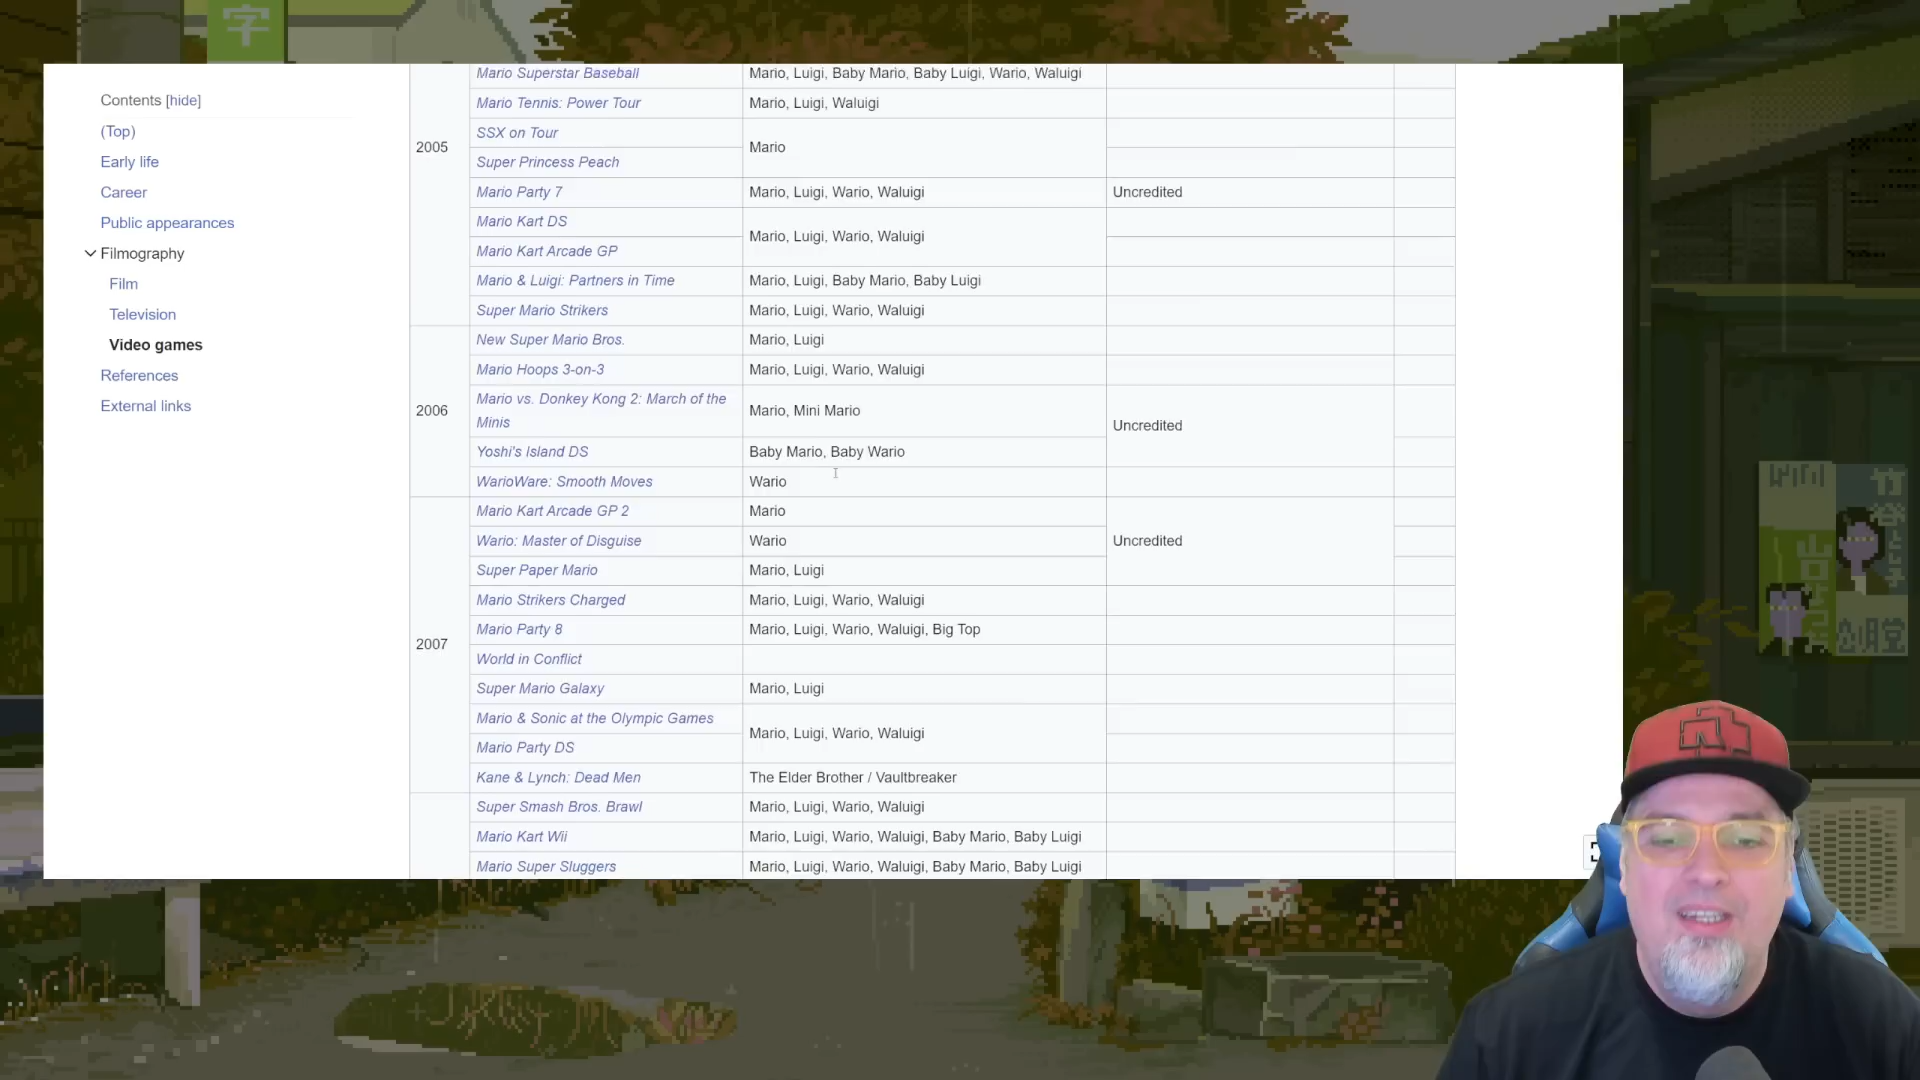 字
Contents [hide]
(Top)
Early life
Career
Public appearances
Filmography
Film
Television
Video games
References
External links
Mario Superstar Baseball Mario, Luigi, Baby Mario, Baby Luigi, Wario, Waluigi
Mario Tennis: Power Tour Mario, Luigi, Waluigi
2005
SSX on Tour
Mario
Super Princess Peach
Mario Party 7 Mario, Luigi, Wario, Waluigi Uncredited
Mario Kart DS
Mario, Luigi, Wario, Waluigi
Mario Kart Arcade GP
Mario & Luigi: Partners in Time Mario, Luigi, Baby Mario, Baby Luigi
Super Mario Strikers Mario, Luigi, Wario, Waluigi
2006
New Super Mario Bros. Mario, Luigi
Mario Hoops 3-on-3 Mario, Luigi, Wario, Waluigi
Mario vs. Donkey Kong 2: March of the
Minis
Mario, Mini Mario
Uncredited
Yoshi's Island DS Baby Mario, Baby Wario
WarioWare: Smooth Moves Wario
2007
Mario Kart Arcade GP 2 Mario
Wario: Master of Disguise Wario Uncredited
Super Paper Mario Mario, Luigi
Mario Strikers Charged Mario, Luigi, Wario, Waluigi
Mario Party 8 Mario, Luigi, Wario, Waluigi, Big Top
World in Conflict
Super Mario Galaxy Mario, Luigi
Mario & Sonic at the Olympic Games
Mario, Luigi, Wario, Waluigi
Mario Party DS
Kane & Lynch: Dead Men The Elder Brother / Vaultbreaker
Super Smash Bros. Brawl Mario, Luigi, Wario, Waluigi
Mario Kart Wii Mario, Luigi, Wario, Waluigi, Baby Mario, Baby Luigi
Mario Super Sluggers Mario, Luigi, Wario, Waluigi, Baby Mario, Baby Luigi